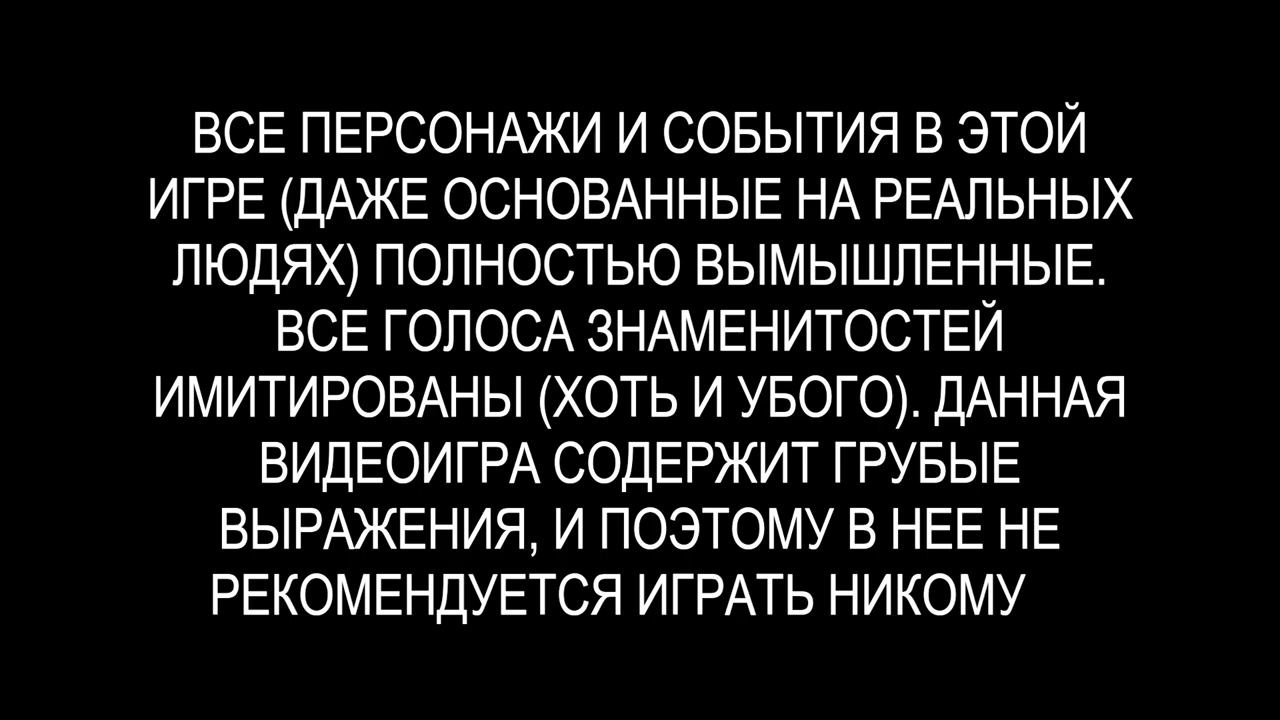 ВСЕ ПЕРСОНАЖИ И СОБЫТИЯ В ЭТОЙ
ИГРЕ (ДАЖЕ ОСНОВАННЫЕ НА РЕАЛЬНЫХ
ЛЮДЯХ) ПОЛНОСТЬЮ ВЫМЫШЛЕННЫЕ.
ВСЕ ГОЛОСА ЗНАМЕНИТОСТЕЙ
ИМИТИРОВАНЫ (ХОТЬ И УБОГО). ДАННАЯ
ВИДЕОИГРА СОДЕРЖИТ ГРУБЫЕ
ВЫРАЖЕНИЯ, И ПОЭТОМУ В НЕЕ НЕ
РЕКОМЕНДУЕТСЯ ИГРАТЬ НИКОМУ